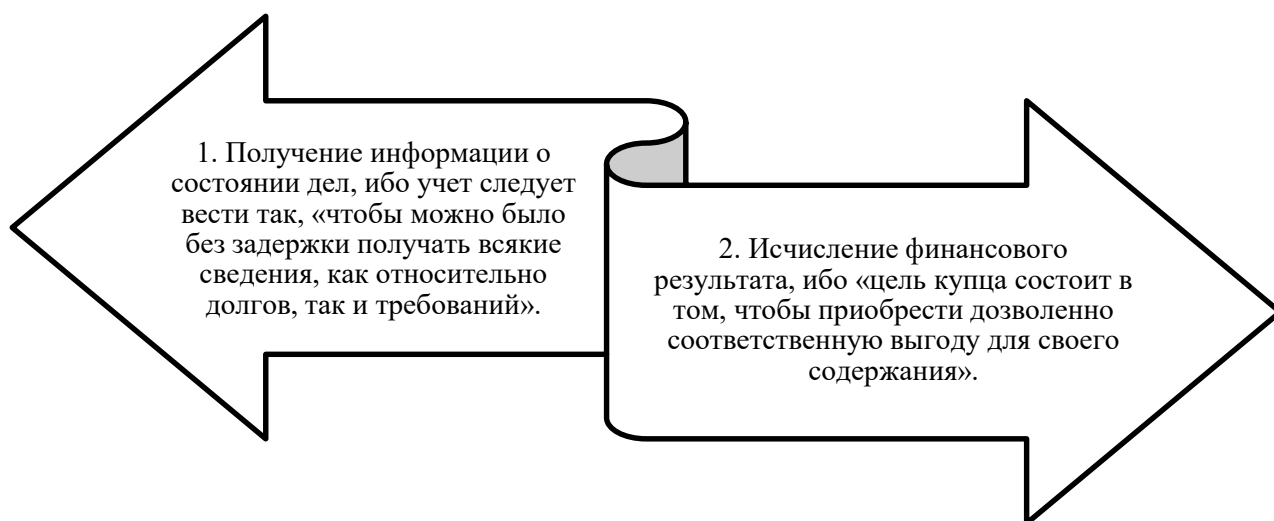 1. Получение информации о
состоянии дел, ибо учет следует
вести так, «чтобы можно было
без задержки получать всякие
сведения, как относительно
долгов, так и требований».
2. Исчисление финансового
результата, ибо «цель купца состоит в
том, чтобы приобрести дозволенно
соответственную выгоду для своего
содержания».